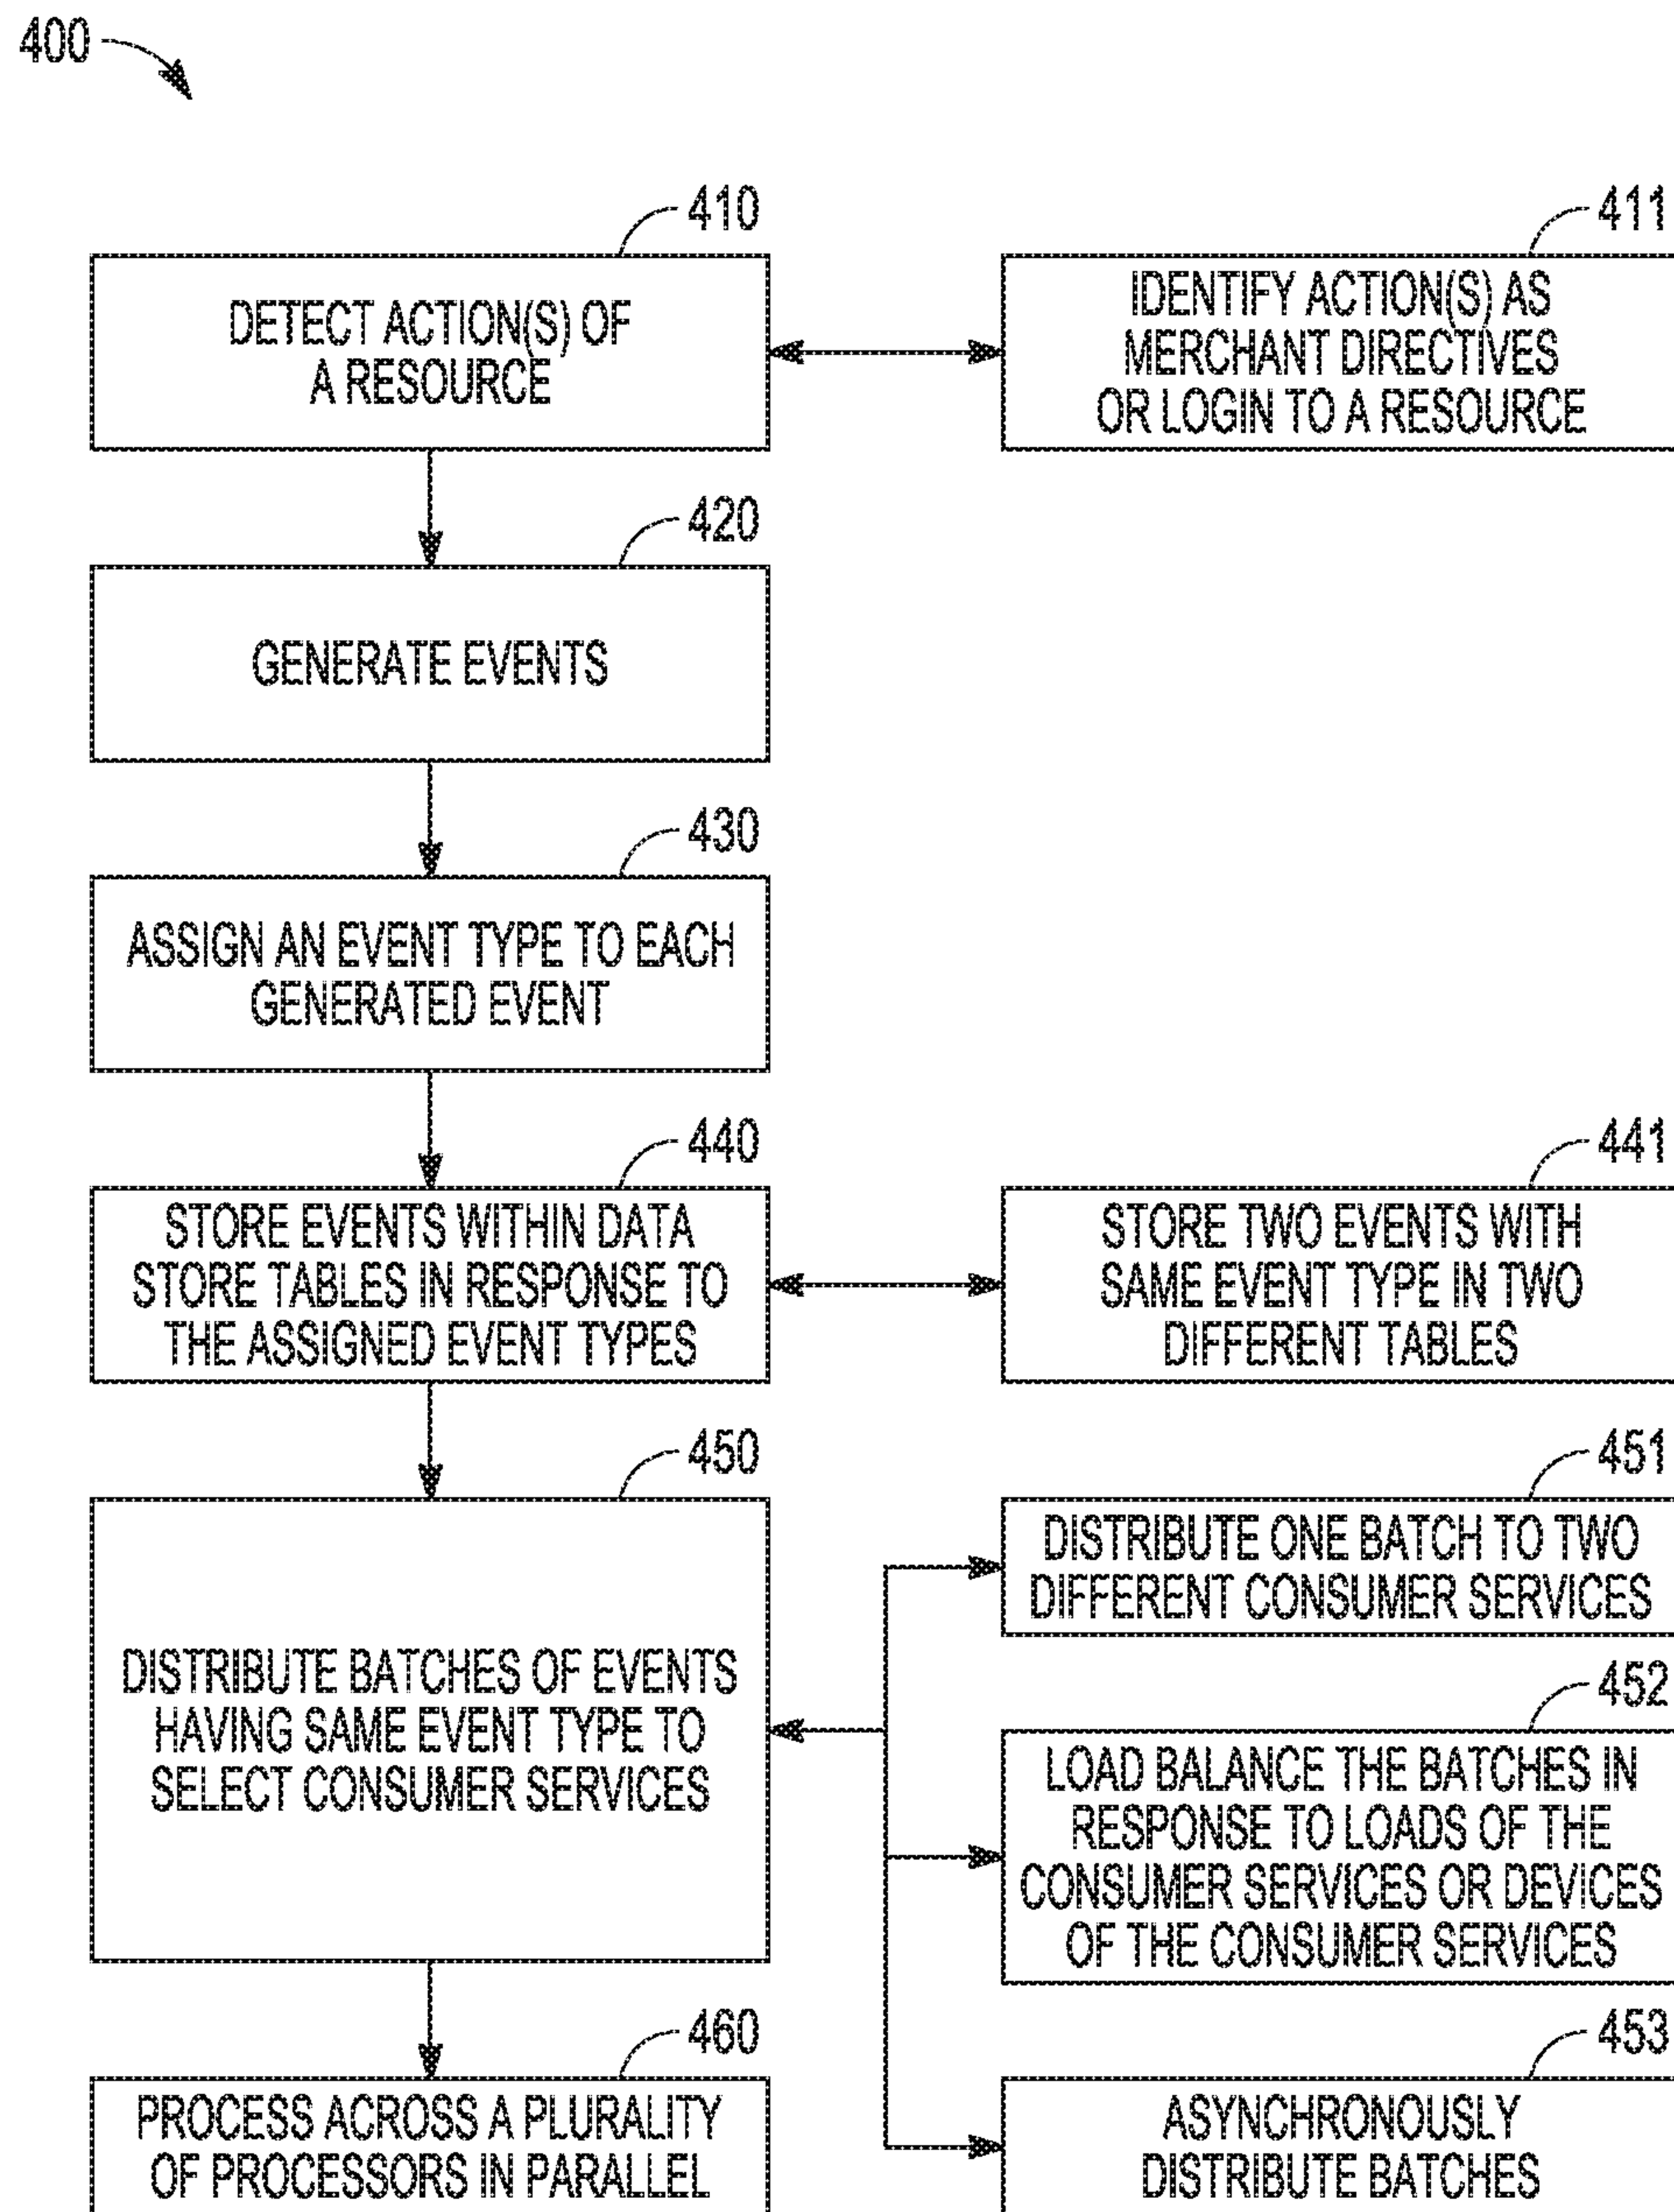 400
410
DETECT ACTION(S) OF
A RESOURCE
411
IDENTIFY ACTION(S) AS
MERCHANT DIRECTIVES
OR LOGIN TO A RESOURCE
420
GENERATE EVENTS
430
ASSIGN AN EVENT TYPE TO EACH
GENERATED EVENT
440
STORE EVENTS WITHIN DATA
STORE TABLES IN RESPONSE TO
THE ASSIGNED EVENT TYPES
441
STORE TWO EVENTS WITH
SAME EVENT TYPE IN TWO
DIFFERENT TABLES
450
DISTRIBUTE BATCHES OF EVENTS
HAVING SAME EVENT TYPE TO
SELECT CONSUMER SERVICES
451
DISTRIBUTE ONE BATCH TO TWO
DIFFERENT CONSUMER SERVICES
452
LOAD BALANCE THE BATCHES IN
RESPONSE TO LOADS OF THE
CONSUMER SERVICES OR DEVICES
OF THE CONSUMER SERVICES
460
PROCESS ACROSS A PLURALITY
OF PROCESSORS IN PARALLEL
453
ASYNCHRONOUSLY
DISTRIBUTE BATCHES